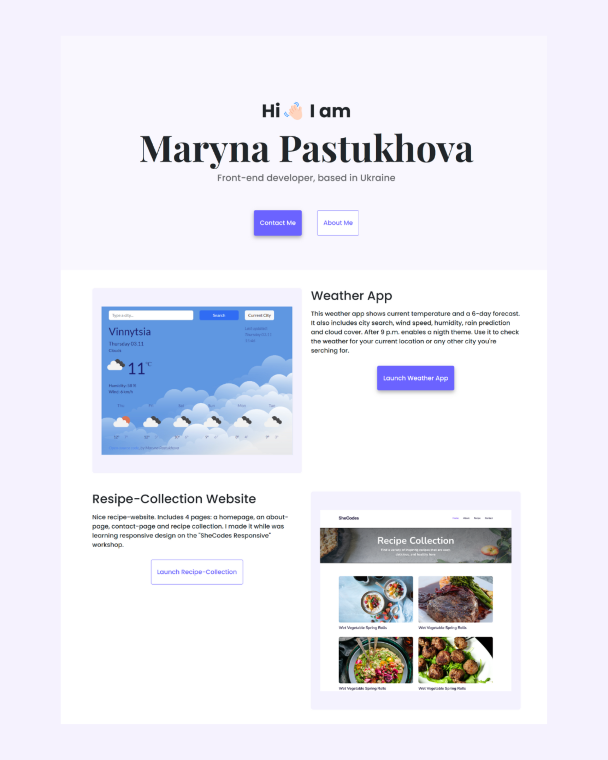 Hi 👋🏻 I am
Maryna Pastukhova
Front-end developer, based in Ukraine
Contact Me
About Me
Weather App
This weather app shows current temperature and a 6-day forecast.
It also includes city search, wind speed, humidity, rain prediction
and cloud cover. After 9 p.m. enables a nigth theme. Use it to check
the weather for your current location or any other city you're
serching for.
Launch Weather App
Type a city...
Search
Current City
Vinnytsia
Thursday 03:11
11°C
Resipe-Collection Website
Nice recipe-website. Includes 4 pages: a homepage, an about-
page, contact-page and recipe collection. I made it while was
learning responsive design on the "SheCodes Responsive"
workshop.
Launch Recipe-Collection
SheCodes
Recipe Collection
Wet Vegetable Spring Rolls
Wet Vegetable Spring Rolls
Wet Vegetable Spring Rolls
Wet Vegetable Spring Rolls